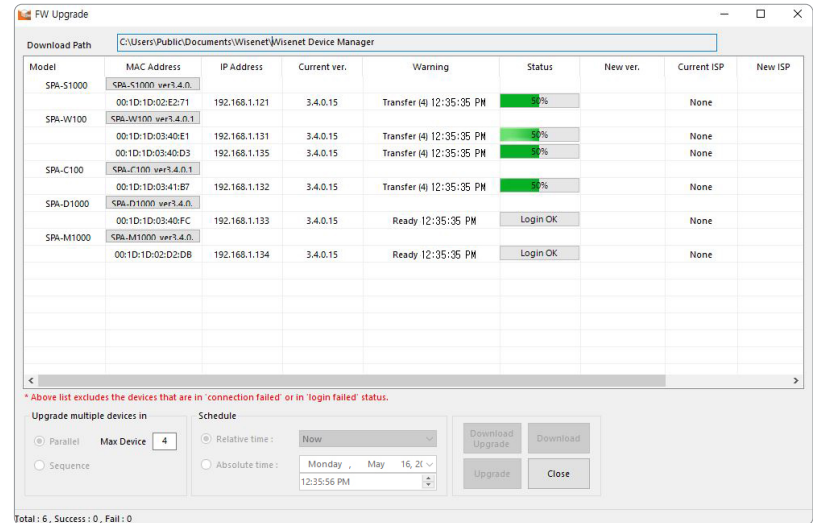 FW Upgrade
Download Path C:\Users\Public\Documents\Wisenet\Wisenet Device Manager
Model MAC Address IP Address Current ver. Warning Status New ver. Current ISP New ISP
SPA-S1000 SPA-S1000 ver3.4.0.
00:1D:1D:02:E2:71 192.168.1.121 3.4.0.15 Transfer (4) 12:35:35 PM 50% None
SPA-W100 SPA-W100 ver3.4.0.1
00:1D:1D:03:40:E1 192.168.1.131 3.4.0.15 Transfer (4) 12:35:35 PM 50% None
00:1D:1D:03:40:D3 192.168.1.135 3.4.0.15 Transfer (4) 12:35:35 PM 50% None
SPA-C100 SPA-C100 ver3.4.0.1
00:1D:1D:03:41:B7 192.168.1.132 3.4.0.15 Transfer (4) 12:35:35 PM 50% None
SPA-D1000 SPA-D1000 ver3.4.0.
00:1D:1D:03:40:FC 192.168.1.133 3.4.0.15 Ready 12:35:35 PM Login OK None
SPA-M1000 SPA-M1000 ver3.4.0.
00:1D:1D:02:D2:DB 192.168.1.134 3.4.0.15 Ready 12:35:35 PM Login OK None
* Above list excludes the devices that are in 'connection failed' or in 'login failed' status.
Upgrade multiple devices in Schedule
Parallel Max Device 4 Relative time : Now Download Upgrade Download
Sequence Absolute time : Monday , May 16, 2( Upgrade Close
12:35:56 PM
Total : 6 , Success : 0 , Fail : 0